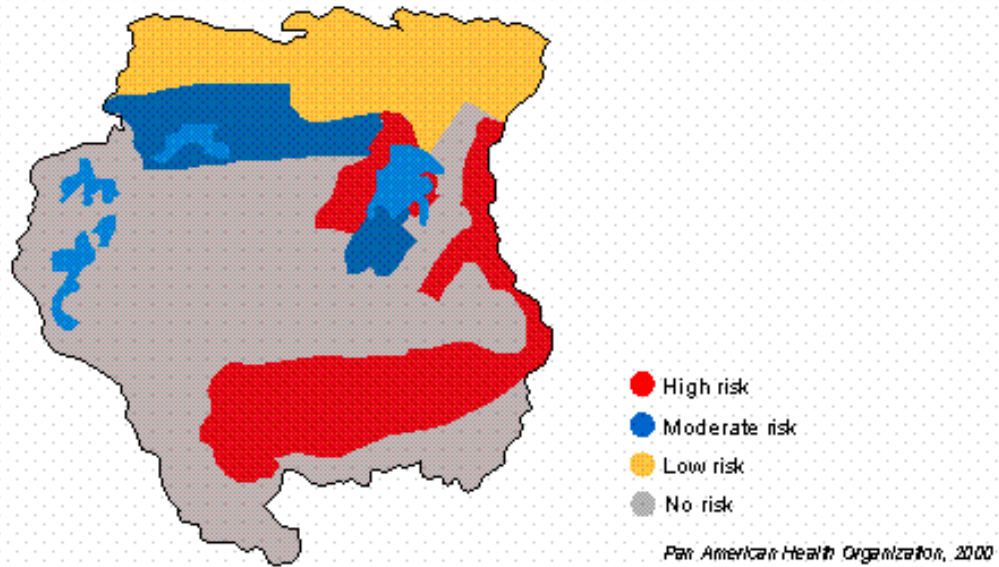 High risk
Moderate risk
Low risk
No risk
Pan American Health Organization, 2000